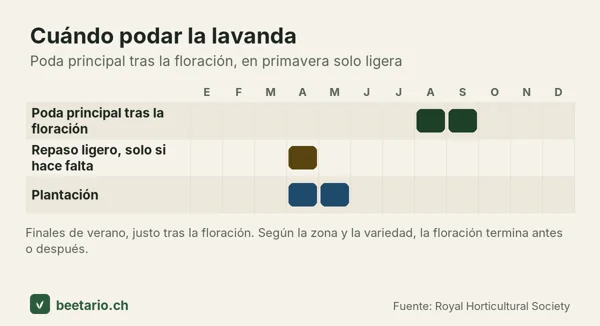 Cuándo podar la lavanda
Poda principal tras la floración, en primavera solo ligera
E F M A M J J A S O N D
Poda principal tras la
floración
Repaso ligero, solo si
hace falta
Plantación
Finales de verano, justo tras la floración. Según la zona y la variedad, la floración termina antes
o después.
beetario.ch
Fuente: Royal Horticultural Society